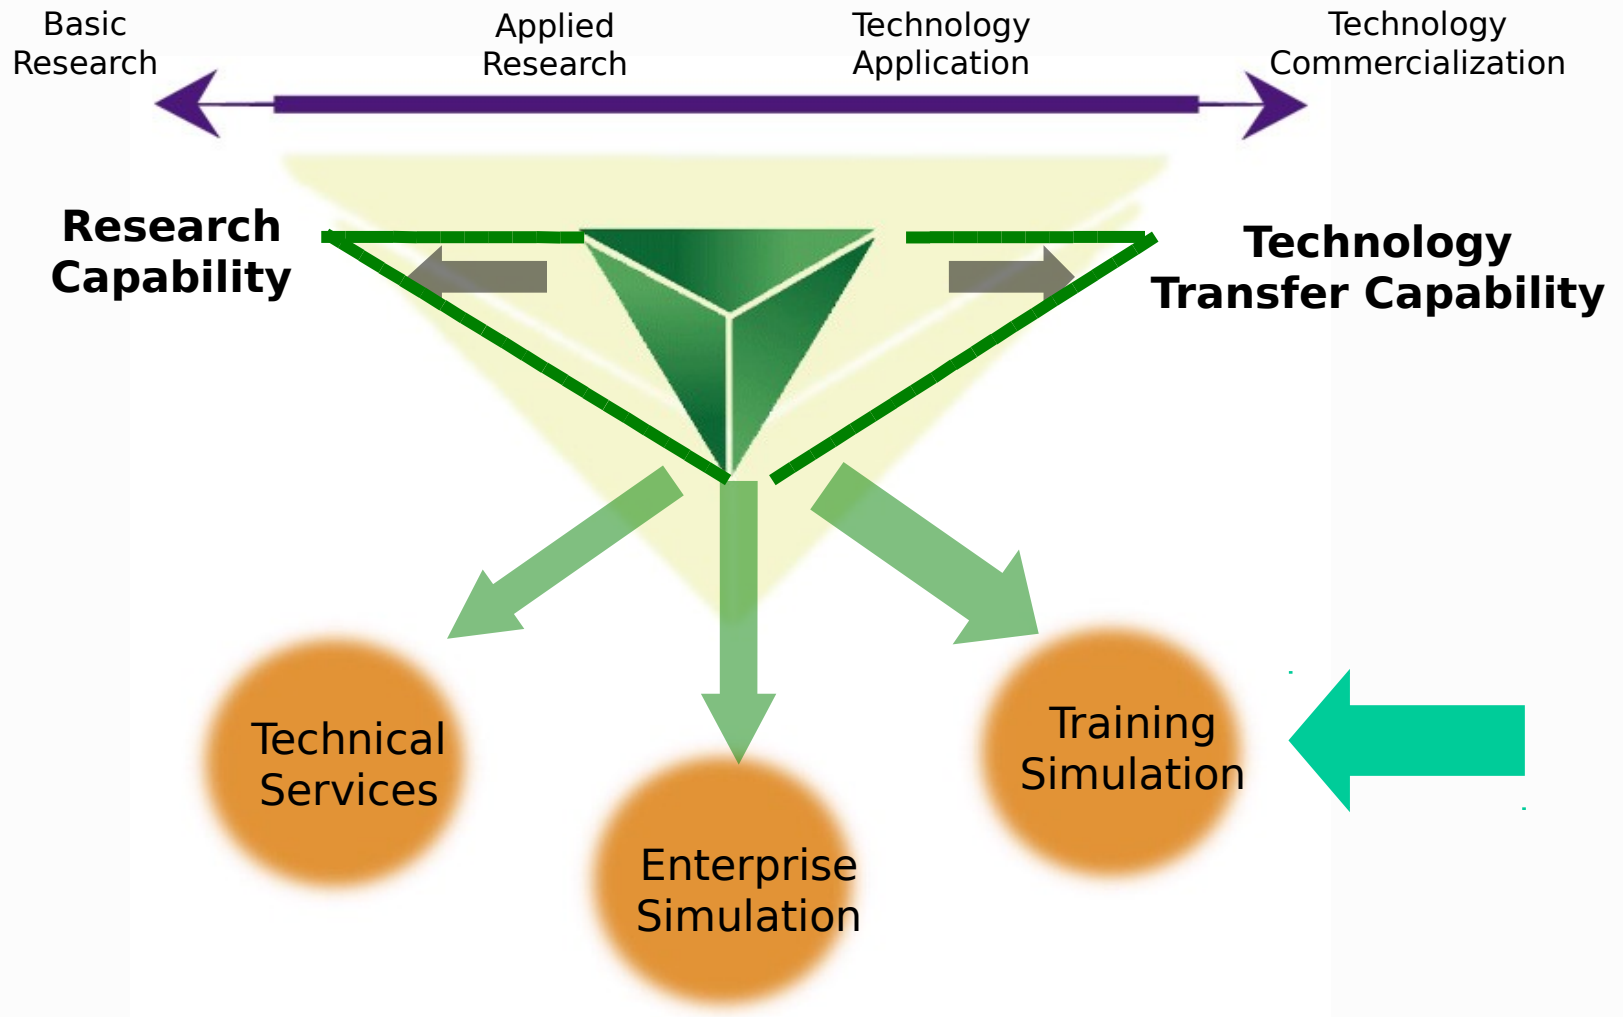 Basic
Research
Applied
Research
Technology
Application
Technology
Commercialization
Research
Capability
Technology
Transfer Capability
Technical
Services
Enterprise
Simulation
Training
Simulation